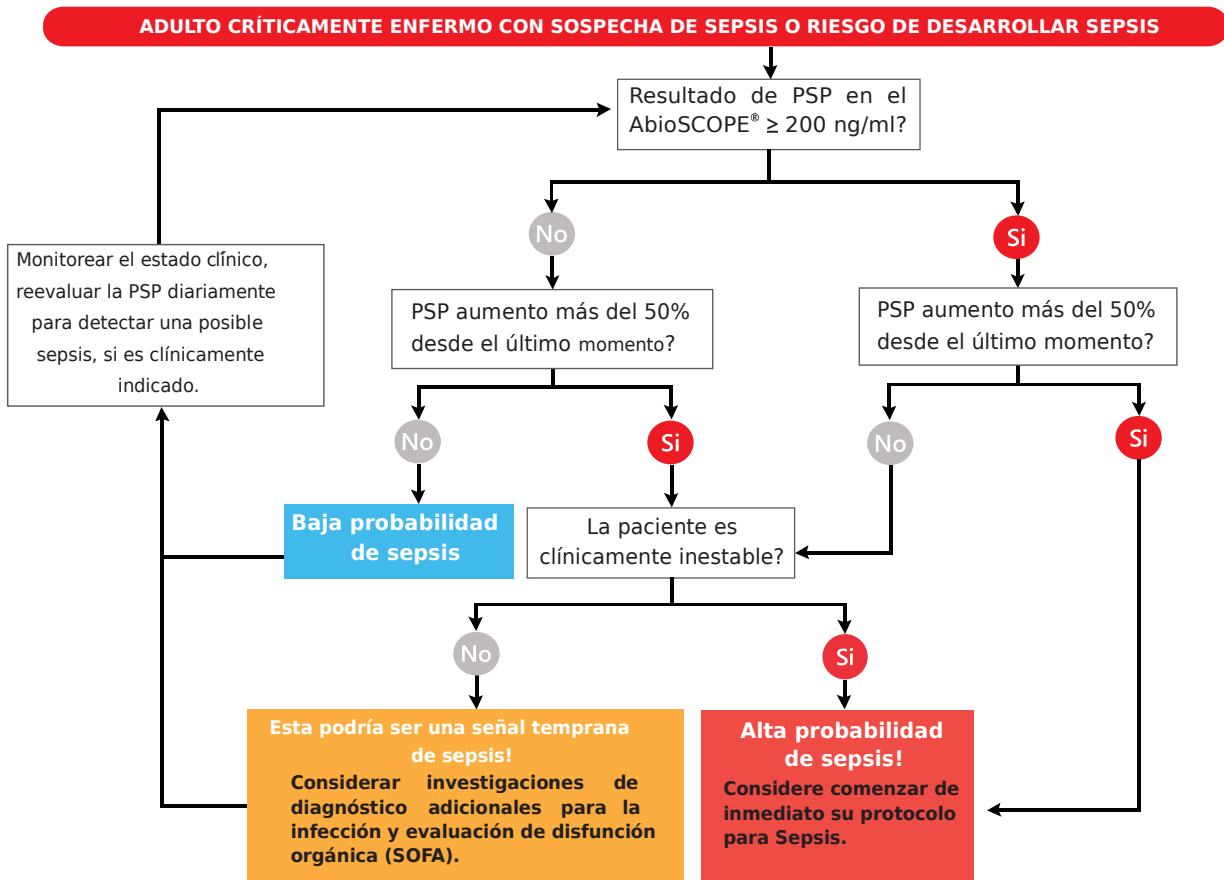 ADULTO CRÍTICAMENTE ENFERMO CON SOSPECHA DE SEPSIS O RIESGO DE DESARROLLAR SEPSIS
Resultado de PSP en el
AbioSCOPE® ≥ 200 ng/ml?
No
Si
Monitorear el estado clínico,
reevaluar la PSP diariamente
para detectar una posible
sepsis, si es clínicamente
indicado.
PSP aumento más del 50%
desde el último momento?
PSP aumento más del 50%
desde el último momento?
No
Si
No
Si
Baja probabilidad
de sepsis
La paciente es
clínicamente inestable?
No
Si
Esta podría ser una señal temprana
de sepsis!
Considerar investigaciones de
diagnóstico adicionales para la
infección y evaluación de disfunción
orgánica (SOFA).
Alta probabilidad
de sepsis!
Considere comenzar de
inmediato su protocolo
para Sepsis.